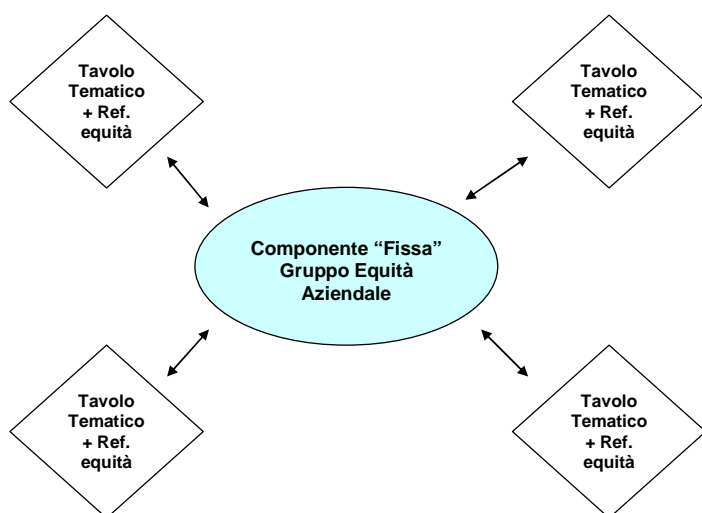 Tavolo
Tematico
+ Ref.
equità
Tavolo
Tematico
+ Ref.
equità
Componente “Fissa”
Gruppo Equità
Aziendale
Tavolo
Tematico
+ Ref.
equità
Tavolo
Tematico
+ Ref.
equità